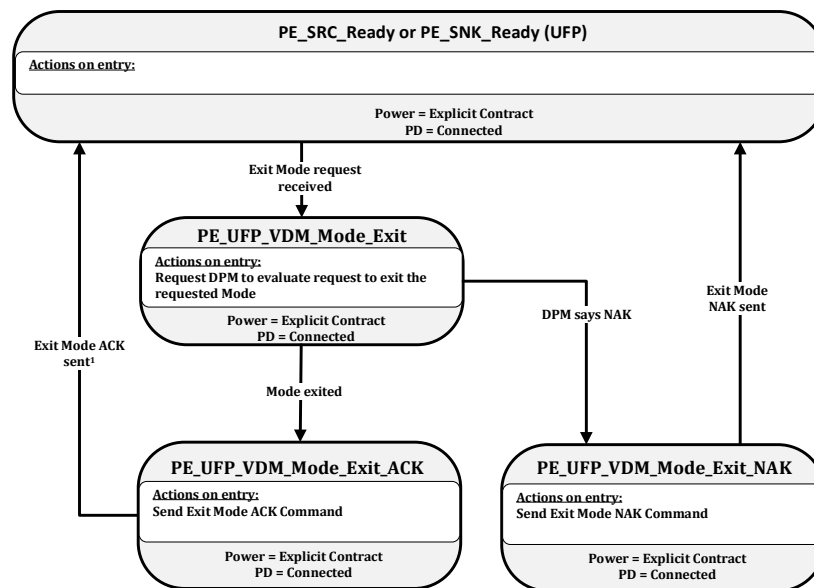 PE_SRC_Ready or PE_SNK_Ready (UFP)
Actions on entry:
Power = Explicit Contract
PD = Connected
Exit Mode request
received
PE_UFP_VDM_Mode_Exit
Actions on entry:
Request DPM to evaluate request to exit the
requested Mode
Power = Explicit Contract
PD = Connected
Exit Mode
NAK sent
DPM says NAK
Exit Mode ACK
sent¹
Mode exited
PE_UFP_VDM_Mode_Exit_ACK
Actions on entry:
Send Exit Mode ACK Command
Power = Explicit Contract
PD = Connected
PE_UFP_VDM_Mode_Exit_NAK
Actions on entry:
Send Exit Mode NAK Command
Power = Explicit Contract
PD = Connected